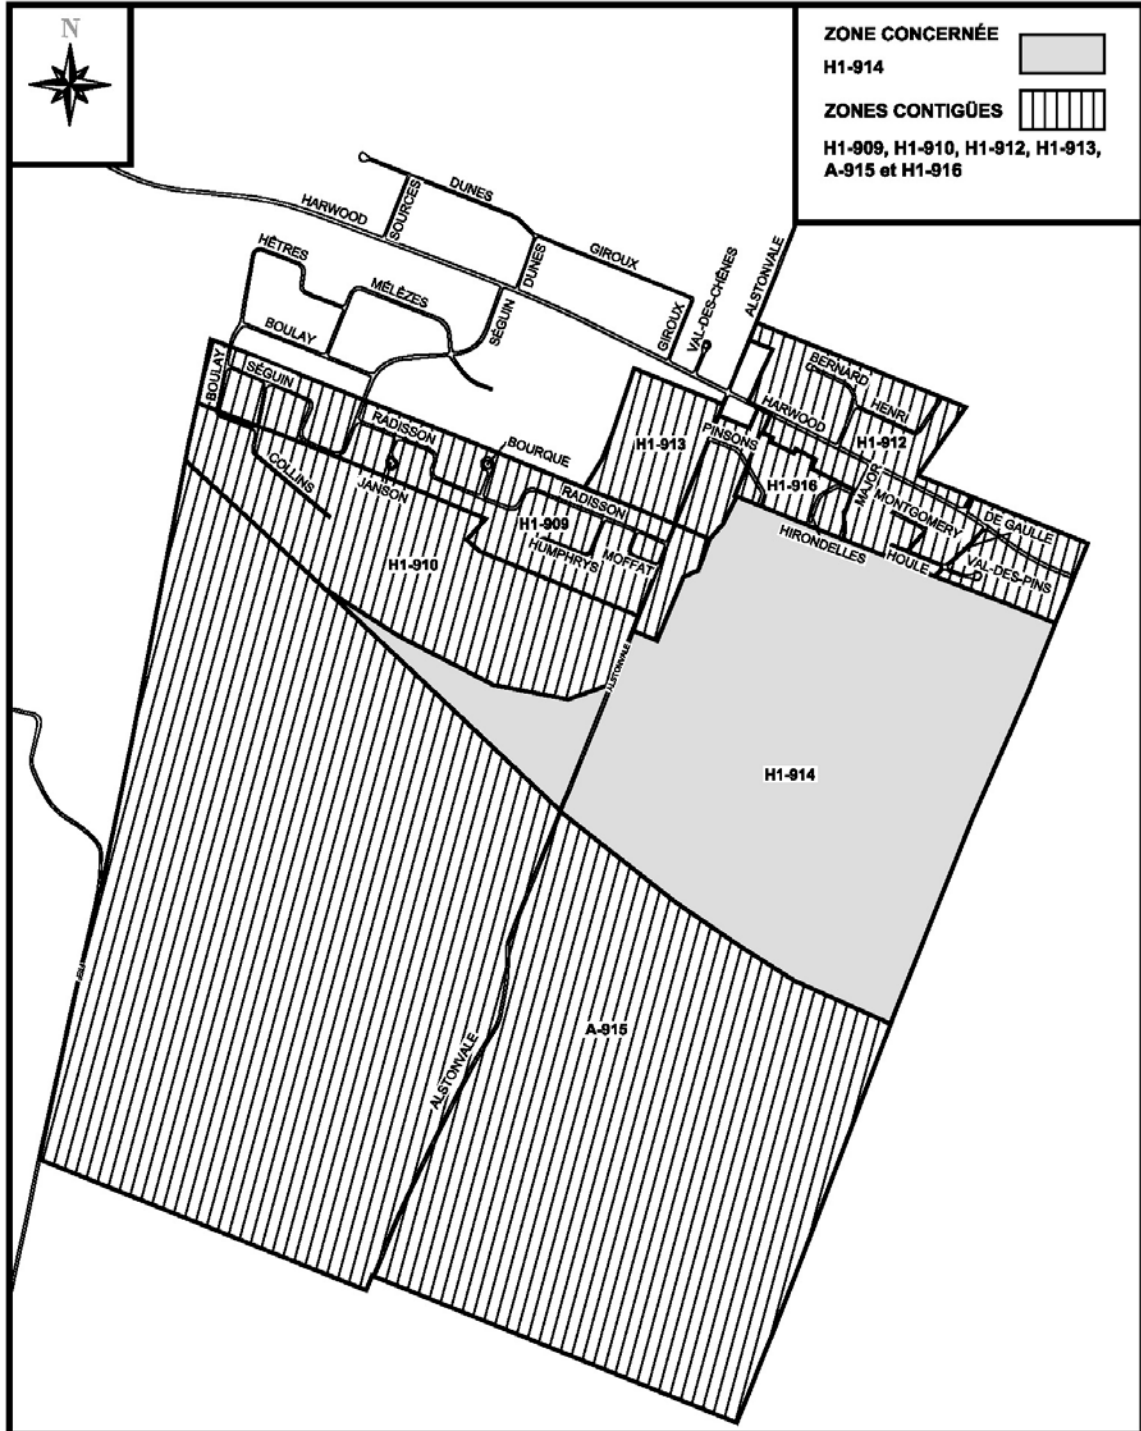 N
ZONE CONCERNÉE
H1-914
ZONES CONTIGÜES
H1-909, H1-910, H1-912, H1-913,
A-915 et H1-916
DUNES
SOURCES
HARWOOD
DUNES
GIROUX
HÊTRES
MÉLÈZES
SÉGUIN
BOULAY
GIROUX
VAL-DES-CHÊNES
ALSTONVALE
BOULAY
SÉGUIN
RADISSON
BOURQUE
COLLINS
JANSON
RADISSON
H1-909
HUMPHRYS
MOFFAT
H1-910
H1-913
PINSONS
HARWOOD
BERNARD
HENRI
H1-912
H1-916
MAJOR
MONTGOMERY
DE GAULLE
HIRONDELLES
HOULE
VAL-DES-PINS
ALSTONVALE
H1-914
A-915
ALSTONVALE